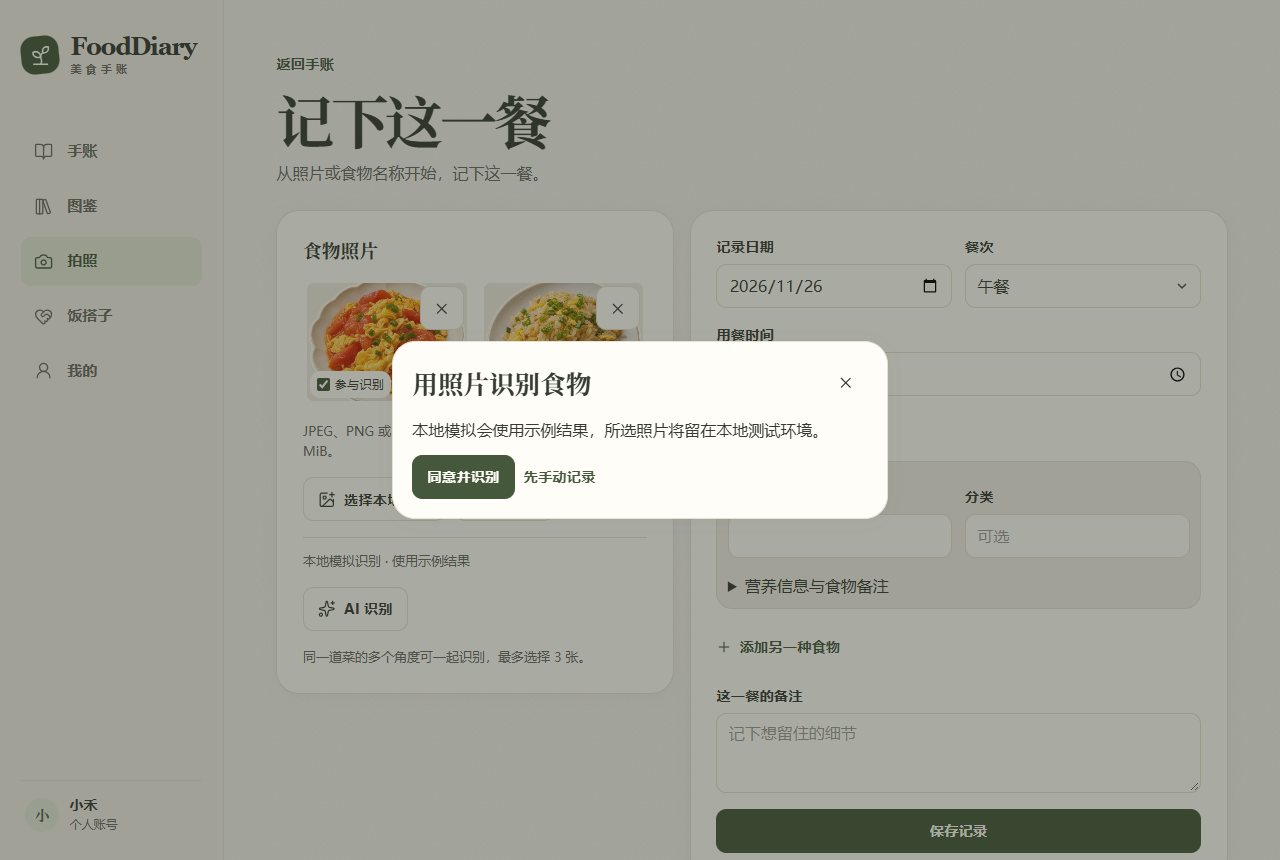 FoodDiary
美食手账
手账
图鉴
拍照
饭搭子
我的
小
小禾
个人账号
返回手账
记下这一餐
从照片或食物名称开始，记下这一餐。
食物照片
参与识别
JPEG、PNG 或
MiB。
选择本
本地模拟识别 · 使用示例结果
AI 识别
同一道菜的多个角度可一起识别，最多选择 3 张。
记录日期
餐次
2026/11/26
午餐
用餐时间
分类
可选
营养信息与食物备注
添加另一种食物
这一餐的备注
记下想留住的细节
保存记录
用照片识别食物
本地模拟会使用示例结果，所选照片将留在本地测试环境。
同意并识别
先手动记录